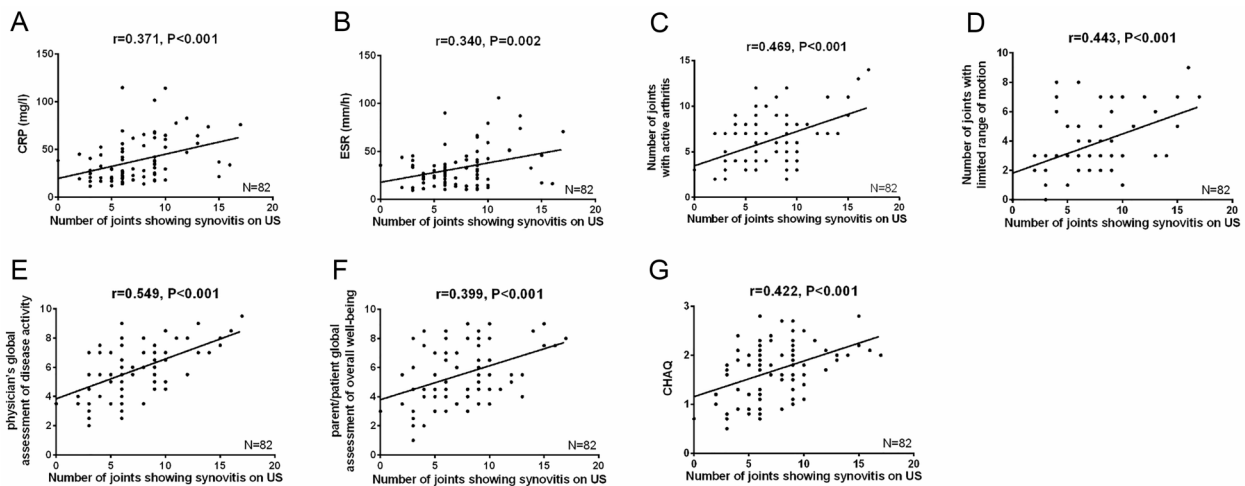 A
r=0.371, P<0.001
CRP (mg/l)
150
100
50
0
0 5 10 15 20
N=82
Number of joints showing synovitis on US
B
r=0.340, P=0.002
ESR (mm/h)
150
100
50
0
0 5 10 15 20
N=82
Number of joints showing synovitis on US
C
r=0.469, P<0.001
Number of joints
with active arthritis
15
10
5
0
0 5 10 15 20
N=82
Number of joints showing synovitis on US
D
r=0.443, P<0.001
Number of joints with
limited range of motion
10
8
6
4
2
0
0 5 10 15 20
N=82
Number of joints showing synovitis on US
E
r=0.549, P<0.001
physician's global
assessment of disease activity
10
8
6
4
2
0
0 5 10 15 20
N=82
Number of joints showing synovitis on US
F
r=0.399, P<0.001
parent/patient global
assessment of overall well-being
10
8
6
4
2
0
0 5 10 15 20
N=82
Number of joints showing synovitis on US
G
r=0.422, P<0.001
CHAQ
3
2
1
0
0 5 10 15 20
N=82
Number of joints showing synovitis on US